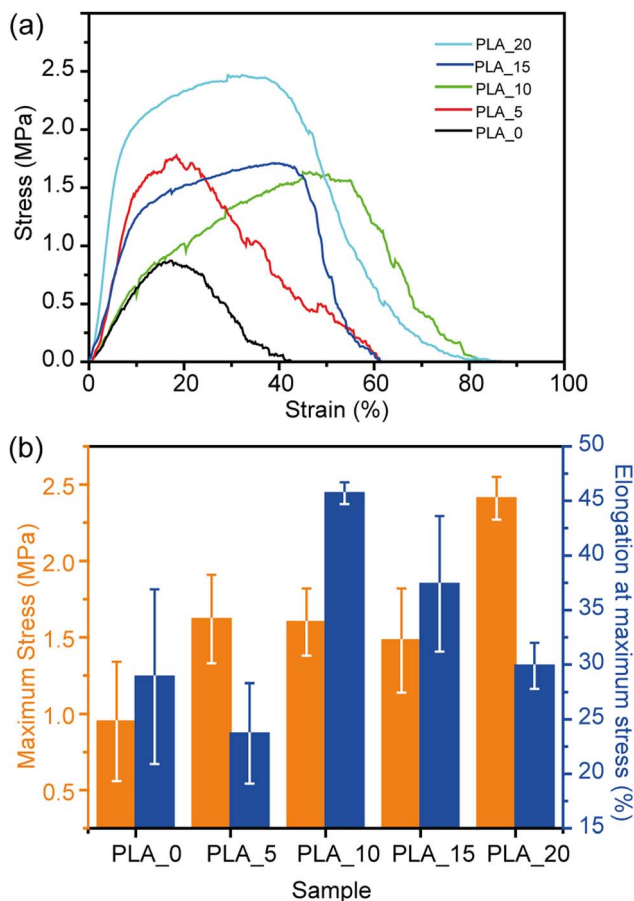 (a)
Stress (MPa)
2.5
2.0
1.5
1.0
0.5
0.0
PLA_20
PLA_15
PLA_10
PLA_5
PLA_0
0 20 40 60 80 100
Strain (%)
(b)
Maximum Stress (MPa)
2.5
2.0
1.5
1.0
0.5
50
45
40
35
30
25
20
15
Elongation at maximum
stress (%)
PLA_0 PLA_5 PLA_10 PLA_15 PLA_20
Sample